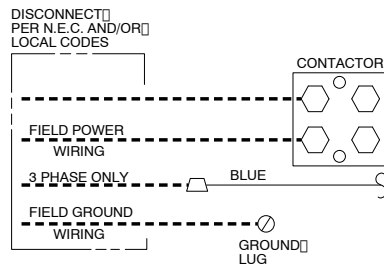 DISCONNECT
PER N.E.C. AND/OR
LOCAL CODES
CONTACTOR
FIELD POWER
WIRING
3 PHASE ONLY
BLUE
FIELD GROUND
WIRING
GROUND
LUG